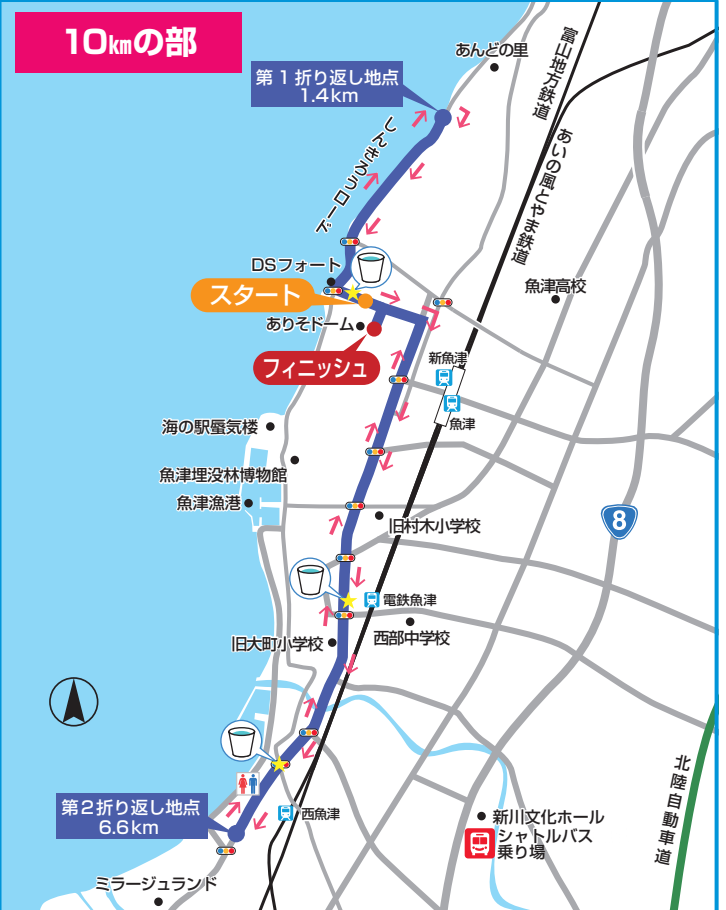 10kmの部
あんどの里
富山地方鉄道
第1折り返し地点
1.4km
しんきろうロード
あいの風とやま鉄道
DSフォート
スタート
魚津高校
ありそドーム
フィニッシュ
新魚津
魚津
海の駅蜃気楼
魚津埋没林博物館
魚津漁港
旧村木小学校
8
電鉄魚津
旧大町小学校
西部中学校
北陸自動車道
第2折り返し地点
6.6km
西魚津
新川文化ホール
シャトルバス
乗り場
ミラージュランド